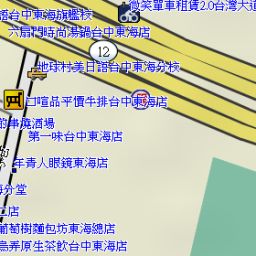 微笑單車租賃2.0台灣大道
語台中東海旗艦校
六扇門時尚湯鍋台中東海店
12
地球村美日語台中東海分校
口喧品平價牛排台中東海店
串燒酒場
第一味台中東海店
年青人眼鏡東海店
海分堂
店
葡萄樹麵包坊東海總店
烏弄原生茶飲台中東海店